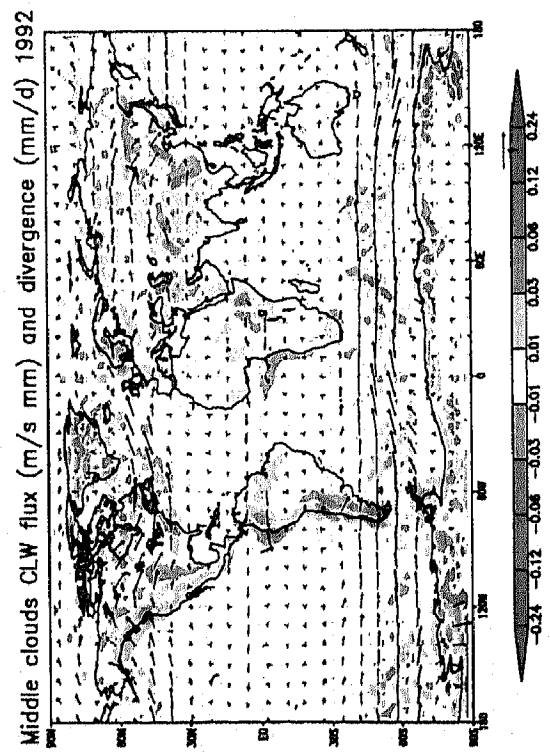 Middle clouds CLW flux (m/s mm) and divergence (mm/d) 1992
90N
60N
30N
EQ
30S
60S
90S
180 120W 60W 0 60E 120E 180
−0.24 −0.12 −0.06 −0.03 −0.01 0.01 0.03 0.06 0.12 0.24